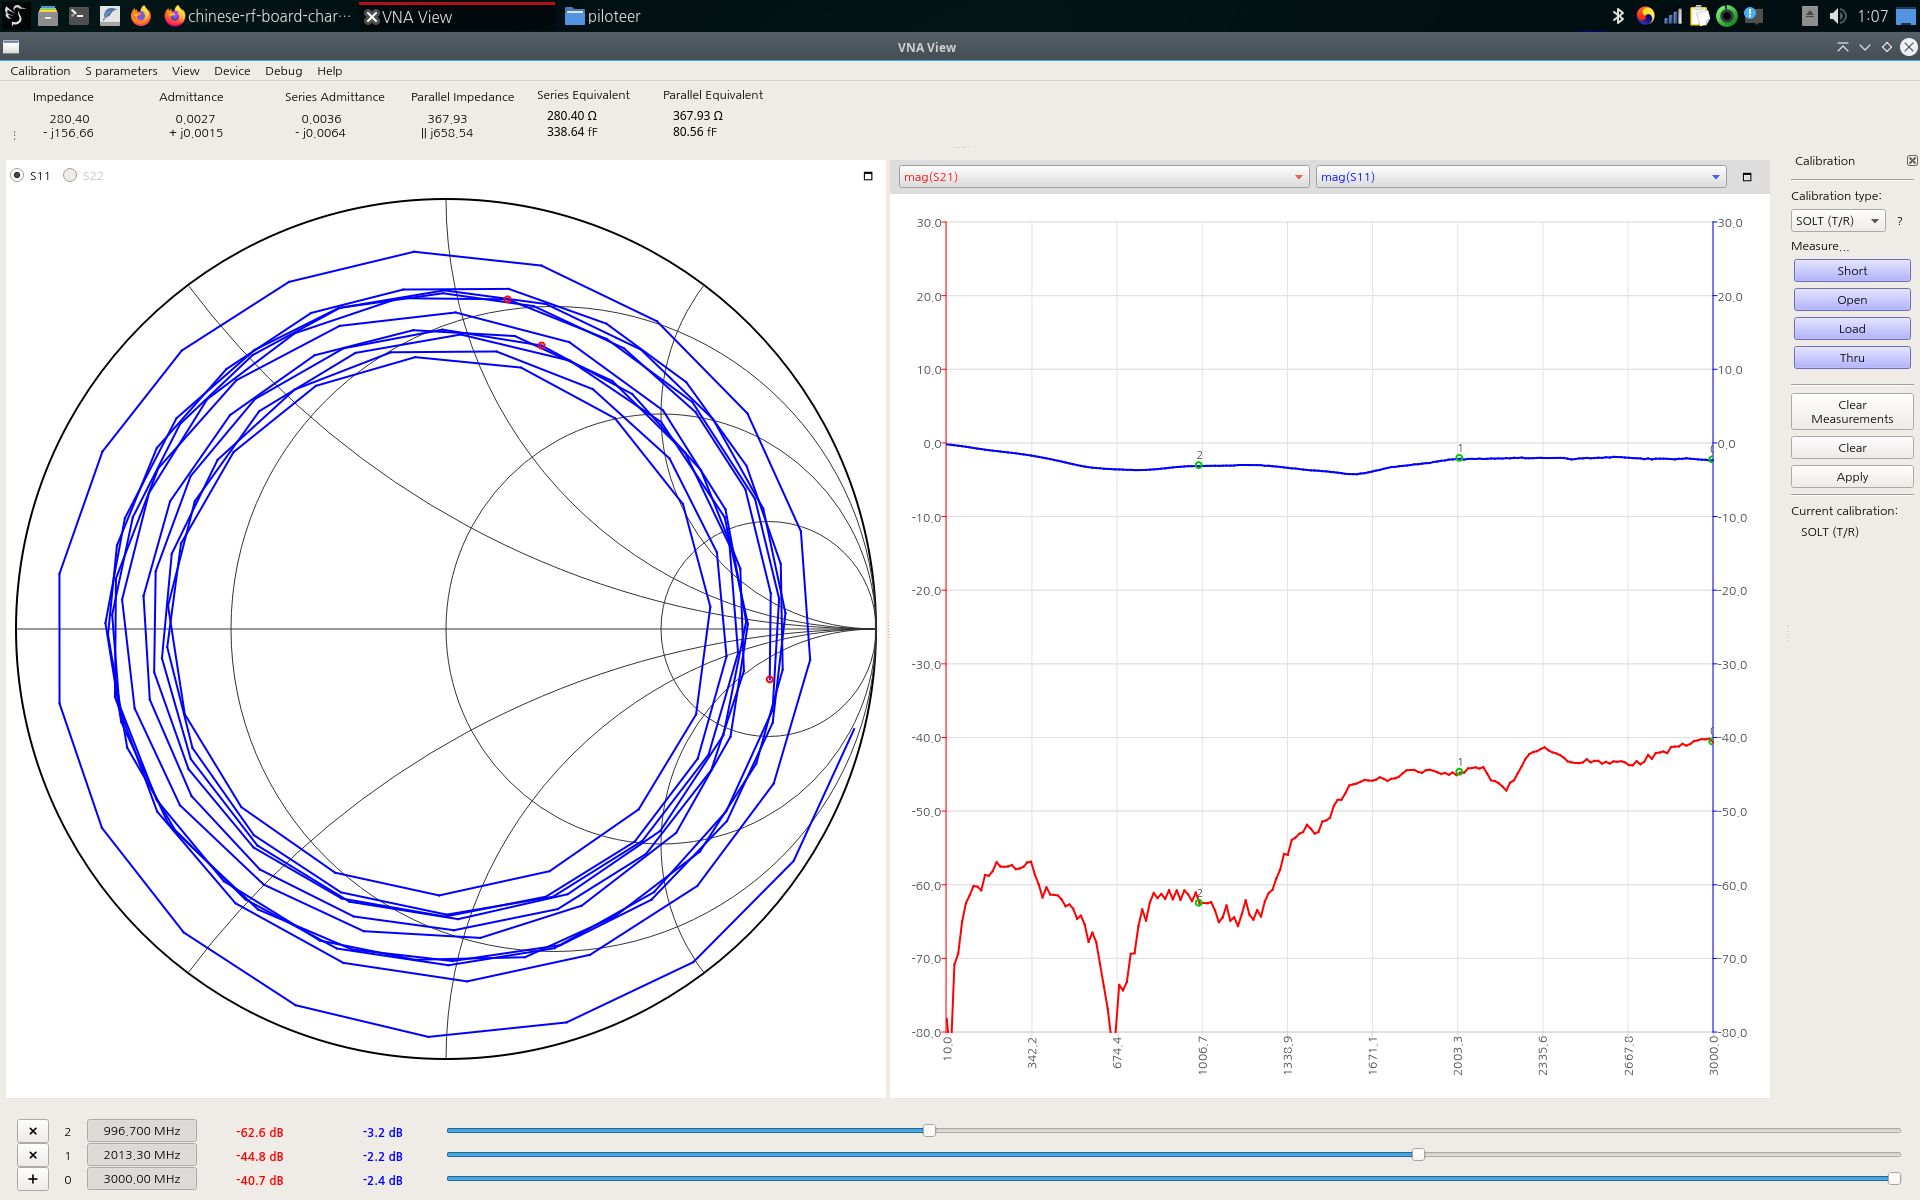 chinese-rf-board-char…
VNA View
piloteer
1:07
VNA View
Calibration S parameters View Device Debug Help
Impedance Admittance Series Admittance Parallel Impedance Series Equivalent Parallel Equivalent
280.40 0.0027 0.0036 367.93 280.40 Ω 367.93 Ω
- j156.66 + j0.0015 - j0.0064 || j658.54 338.64 fF 80.56 fF
S11 S22
mag(S21) mag(S11)
30.0 30.0
20.0 20.0
10.0 10.0
0.0 0.0
-10.0 -10.0
-20.0 -20.0
-30.0 -30.0
-40.0 -40.0
-50.0 -50.0
-60.0 -60.0
-70.0 -70.0
-80.0 -80.0
2 1
1
2
10.0 342.2 674.4 1006.7 1338.9 1671.1 2003.3 2335.6 2667.8 3000.0
Calibration
Calibration type:
SOLT (T/R) ?
Measure...
Short
Open
Load
Thru
Clear
Measurements
Clear
Apply
Current calibration:
SOLT (T/R)
2 996.700 MHz -62.6 dB -3.2 dB
1 2013.30 MHz -44.8 dB -2.2 dB
0 3000.00 MHz -40.7 dB -2.4 dB